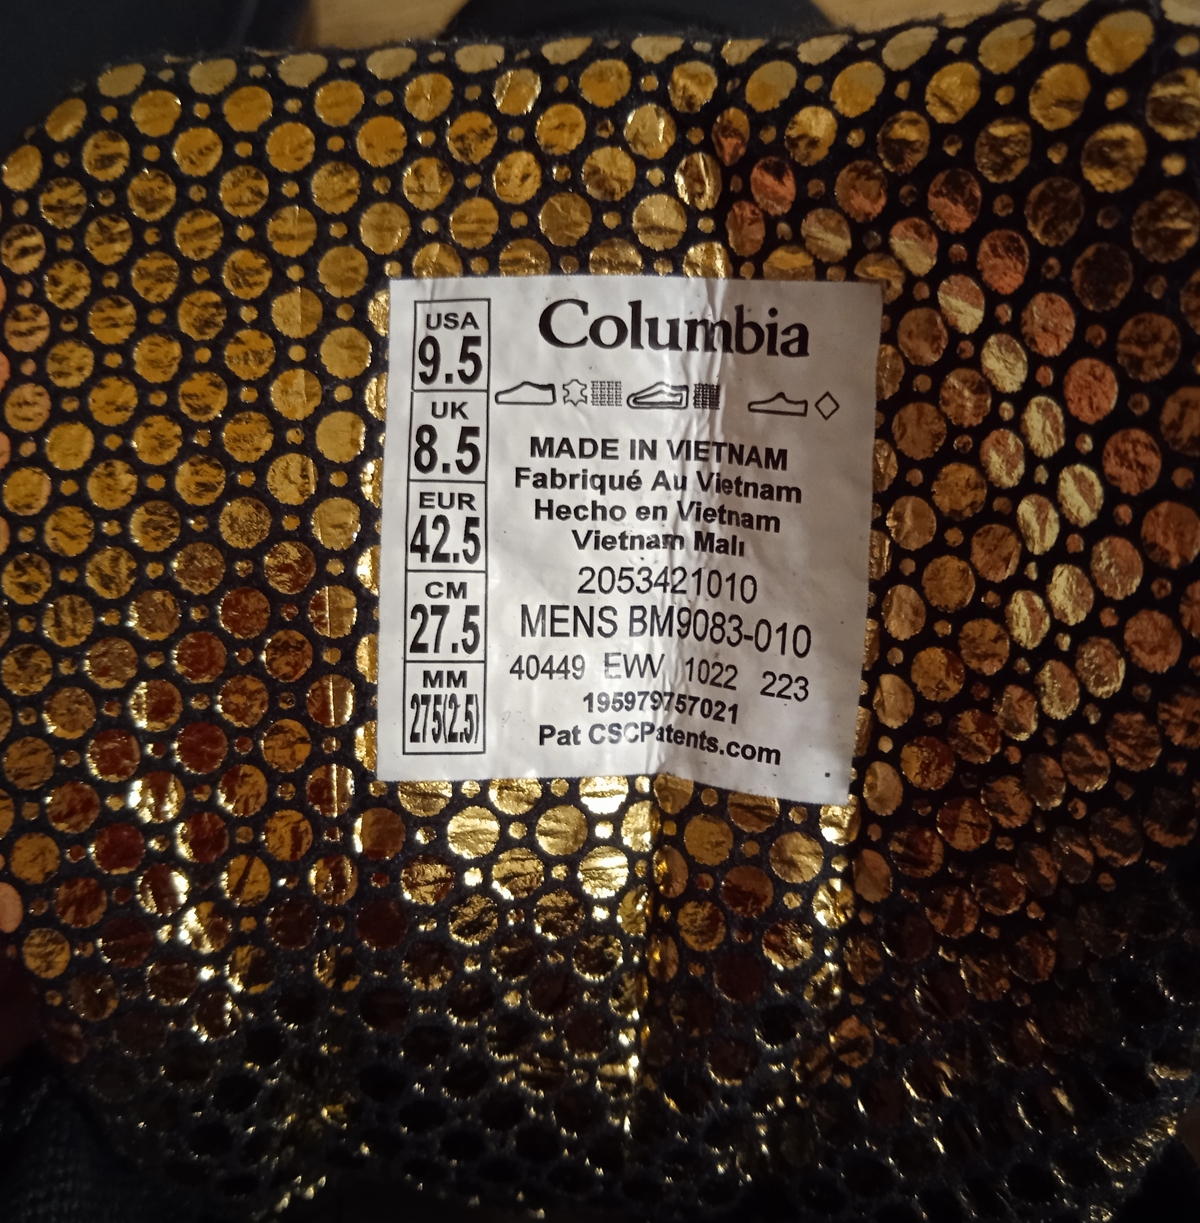 USA
9.5
UK
8.5
EUR
42.5
CM
27.5
MM
275(2.5)
Columbia
MADE IN VIETNAM
Fabriqué Au Vietnam
Hecho en Vietnam
Vietnam Malı
2053421010
MENS BM9083-010
40449 EWV 1022 223
195979757021
Pat CSCPatents.com